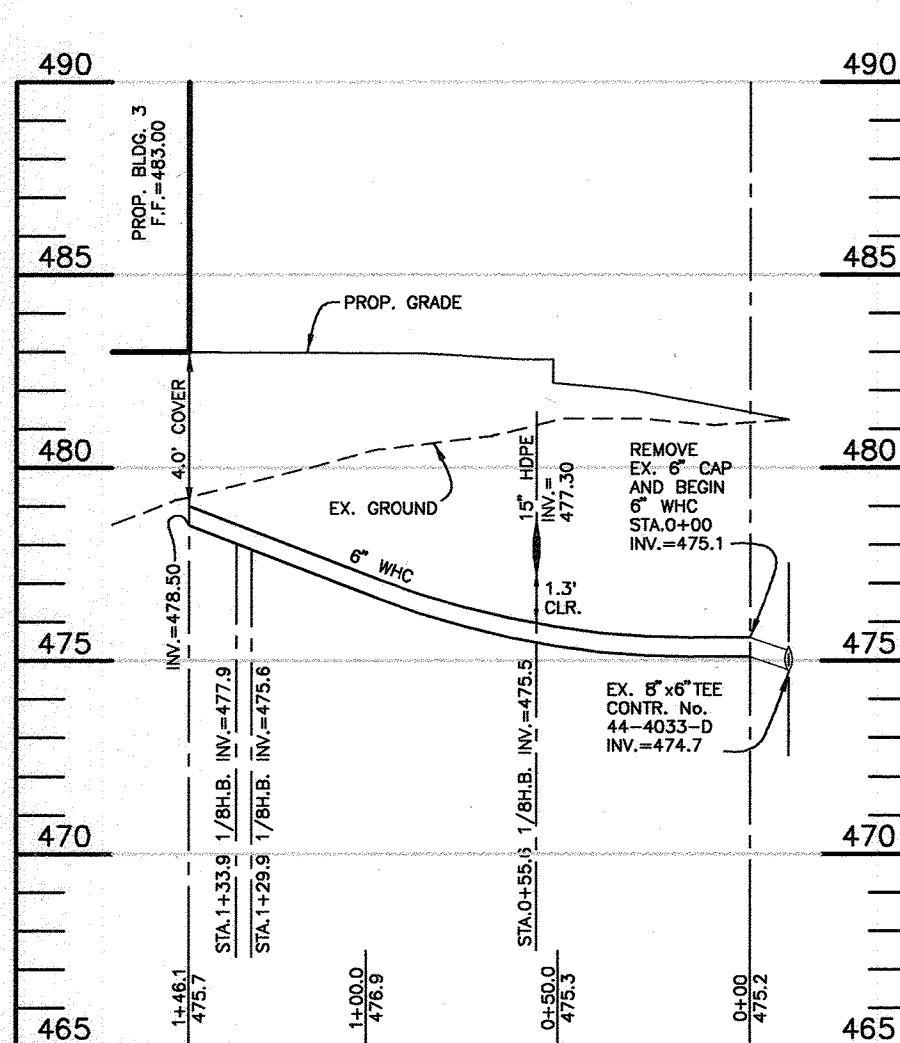 490
490
PROP. BLDG. 3
F.F.=483.00
485
485
PROP. GRADE
4.0' COVER
480
480
15" HDPE
INV.=
477.30
REMOVE
EX. 6" CAP
AND BEGIN
6" WHC
STA.0+00
INV.=475.1
EX. GROUND
6" WHC
1.3'
CLR.
INV.=478.50
475
475
EX. 8"x6" TEE
CONTR. No.
44-4033-D
INV.=474.7
STA.1+33.9 1/8H.B. INV.=477.9
STA.1+29.9 1/8H.B. INV.=475.6
STA.0+55.6 1/8H.B. INV.=475.5
470
470
1+46.1
475.7
1+00.0
476.9
0+50.0
475.3
0+00
475.2
465
465